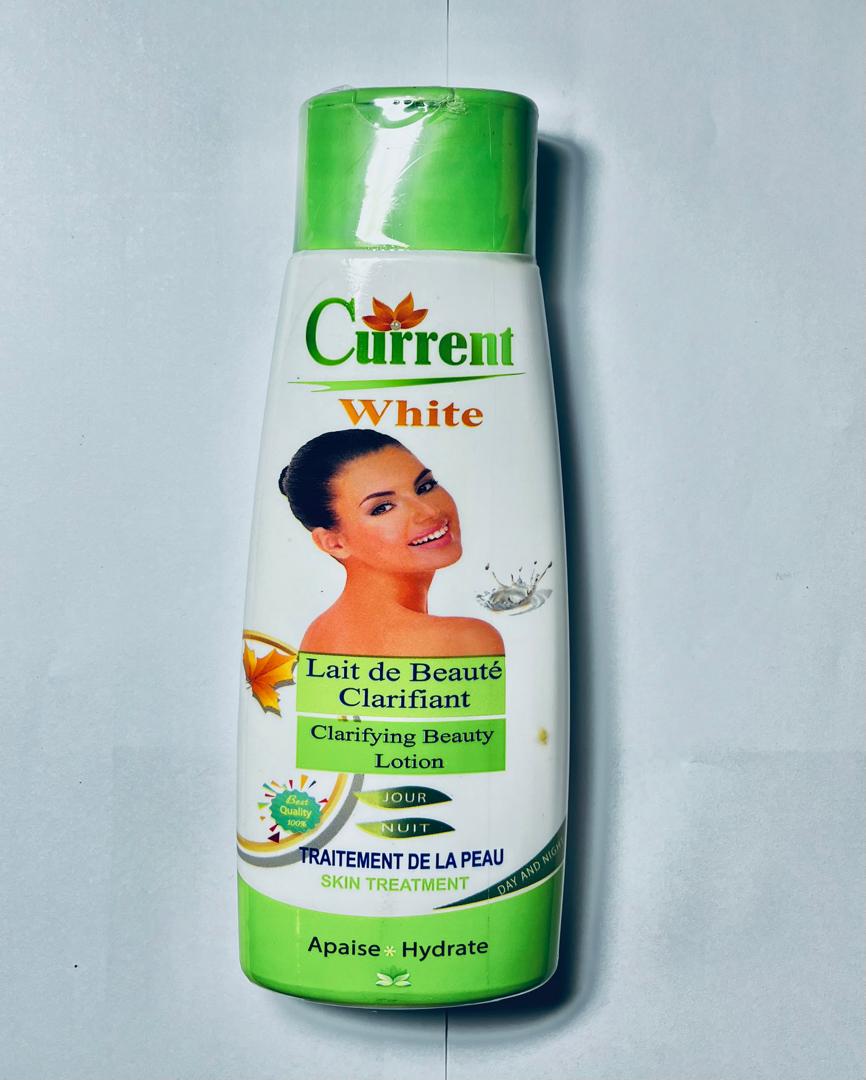 Current
White
Lait de Beauté
Clarifiant
Clarifying Beauty
Lotion
Best
Quality
100%
JOUR
NUIT
TRAITEMENT DE LA PEAU
SKIN TREATMENT
DAY AND NIGHT
Apaise * Hydrate